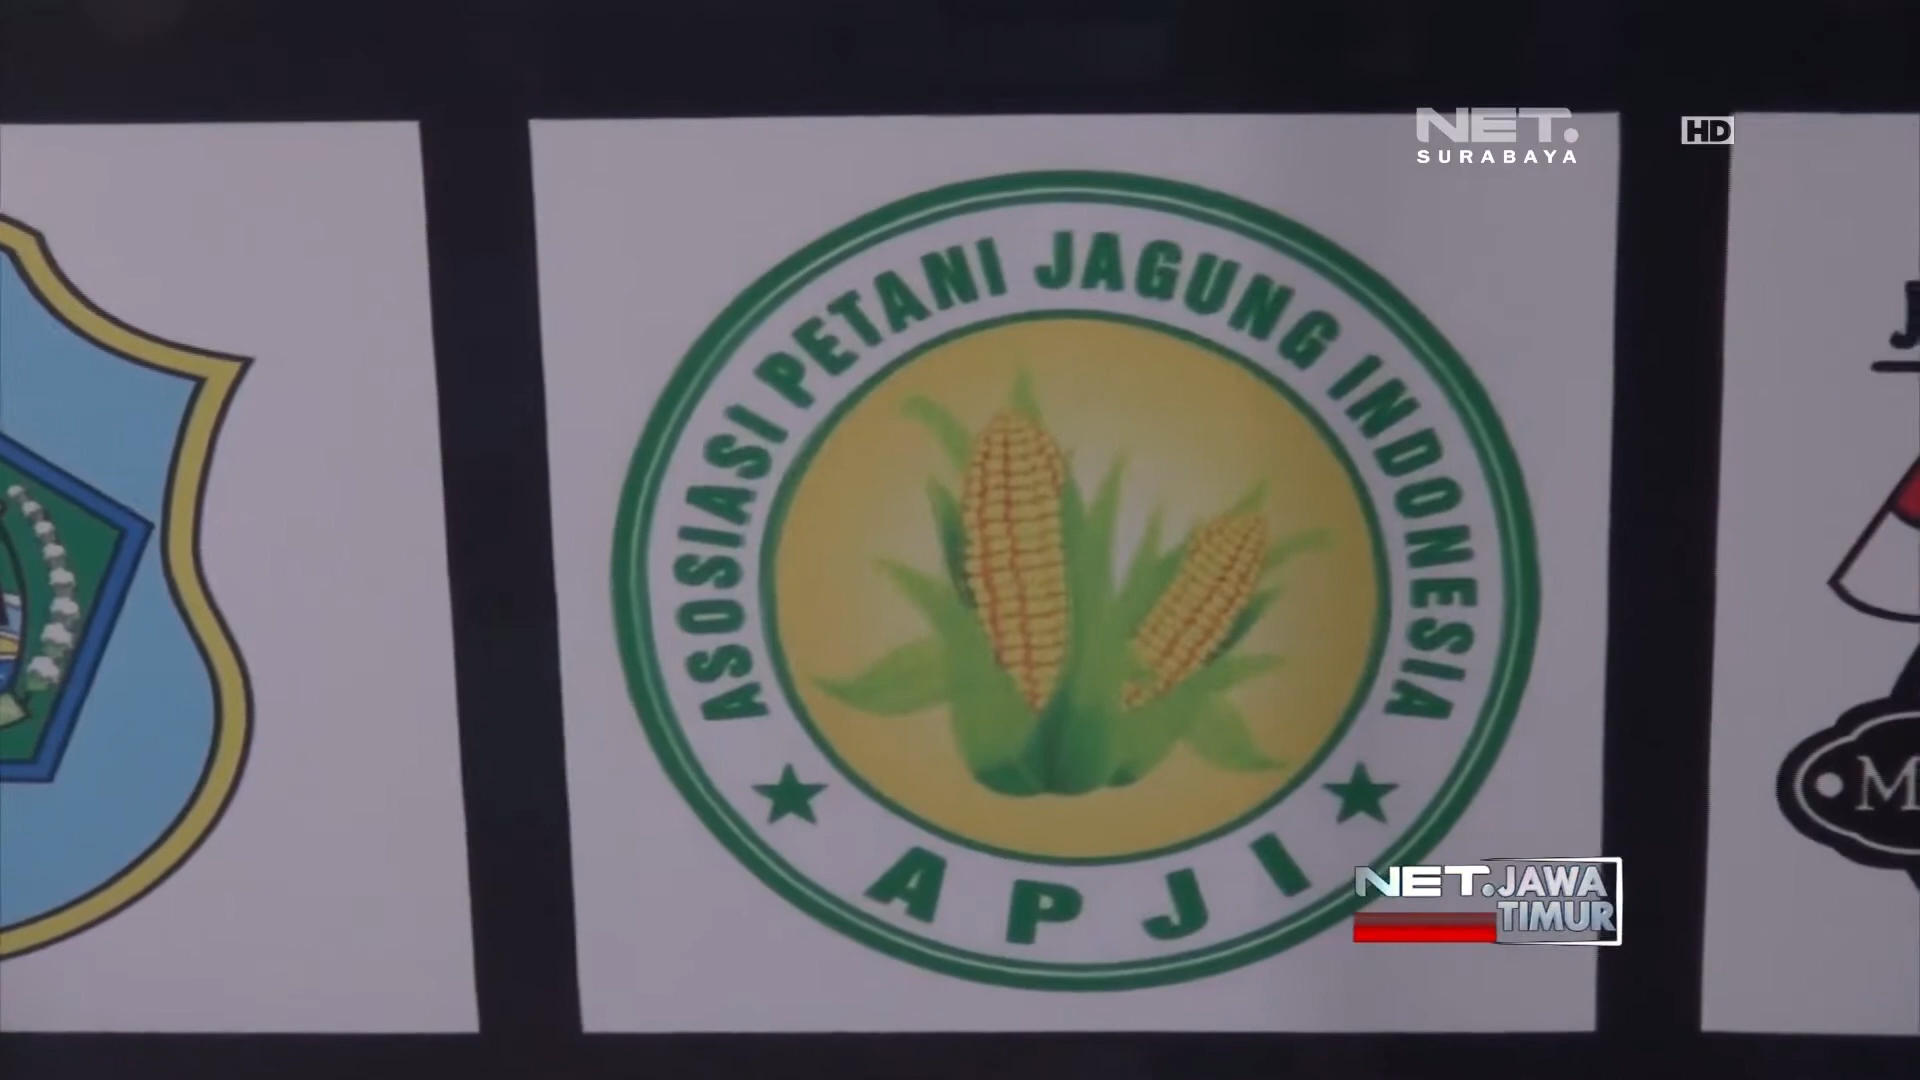 NET.
SURABAYA
HD
ASOSIASI PETANI JAGUNG INDONESIA
APJI
NET. JAWA
TIMUR